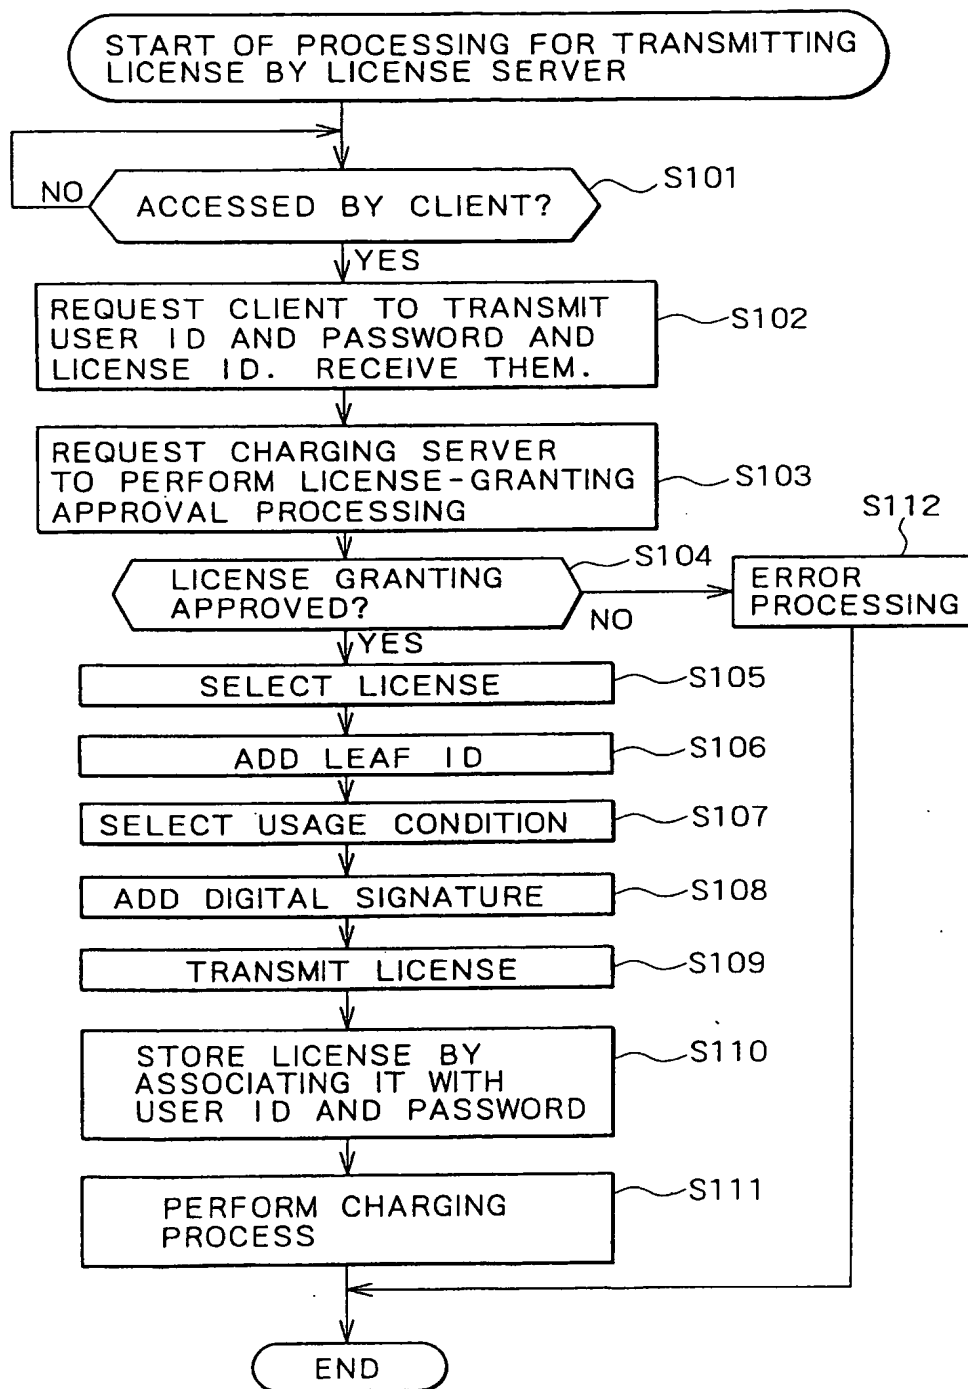 START OF PROCESSING FOR TRANSMITTING
LICENSE BY LICENSE SERVER
NO
ACCESSED BY CLIENT?
S101
YES
REQUEST CLIENT TO TRANSMIT
USER ID AND PASSWORD AND
LICENSE ID. RECEIVE THEM.
S102
REQUEST CHARGING SERVER
TO PERFORM LICENSE-GRANTING
APPROVAL PROCESSING
S103
LICENSE GRANTING
APPROVED?
S104
NO
S112
ERROR
PROCESSING
YES
SELECT LICENSE
S105
ADD LEAF ID
S106
SELECT USAGE CONDITION
S107
ADD DIGITAL SIGNATURE
S108
TRANSMIT LICENSE
S109
STORE LICENSE BY
ASSOCIATING IT WITH
USER ID AND PASSWORD
S110
PERFORM CHARGING
PROCESS
S111
END